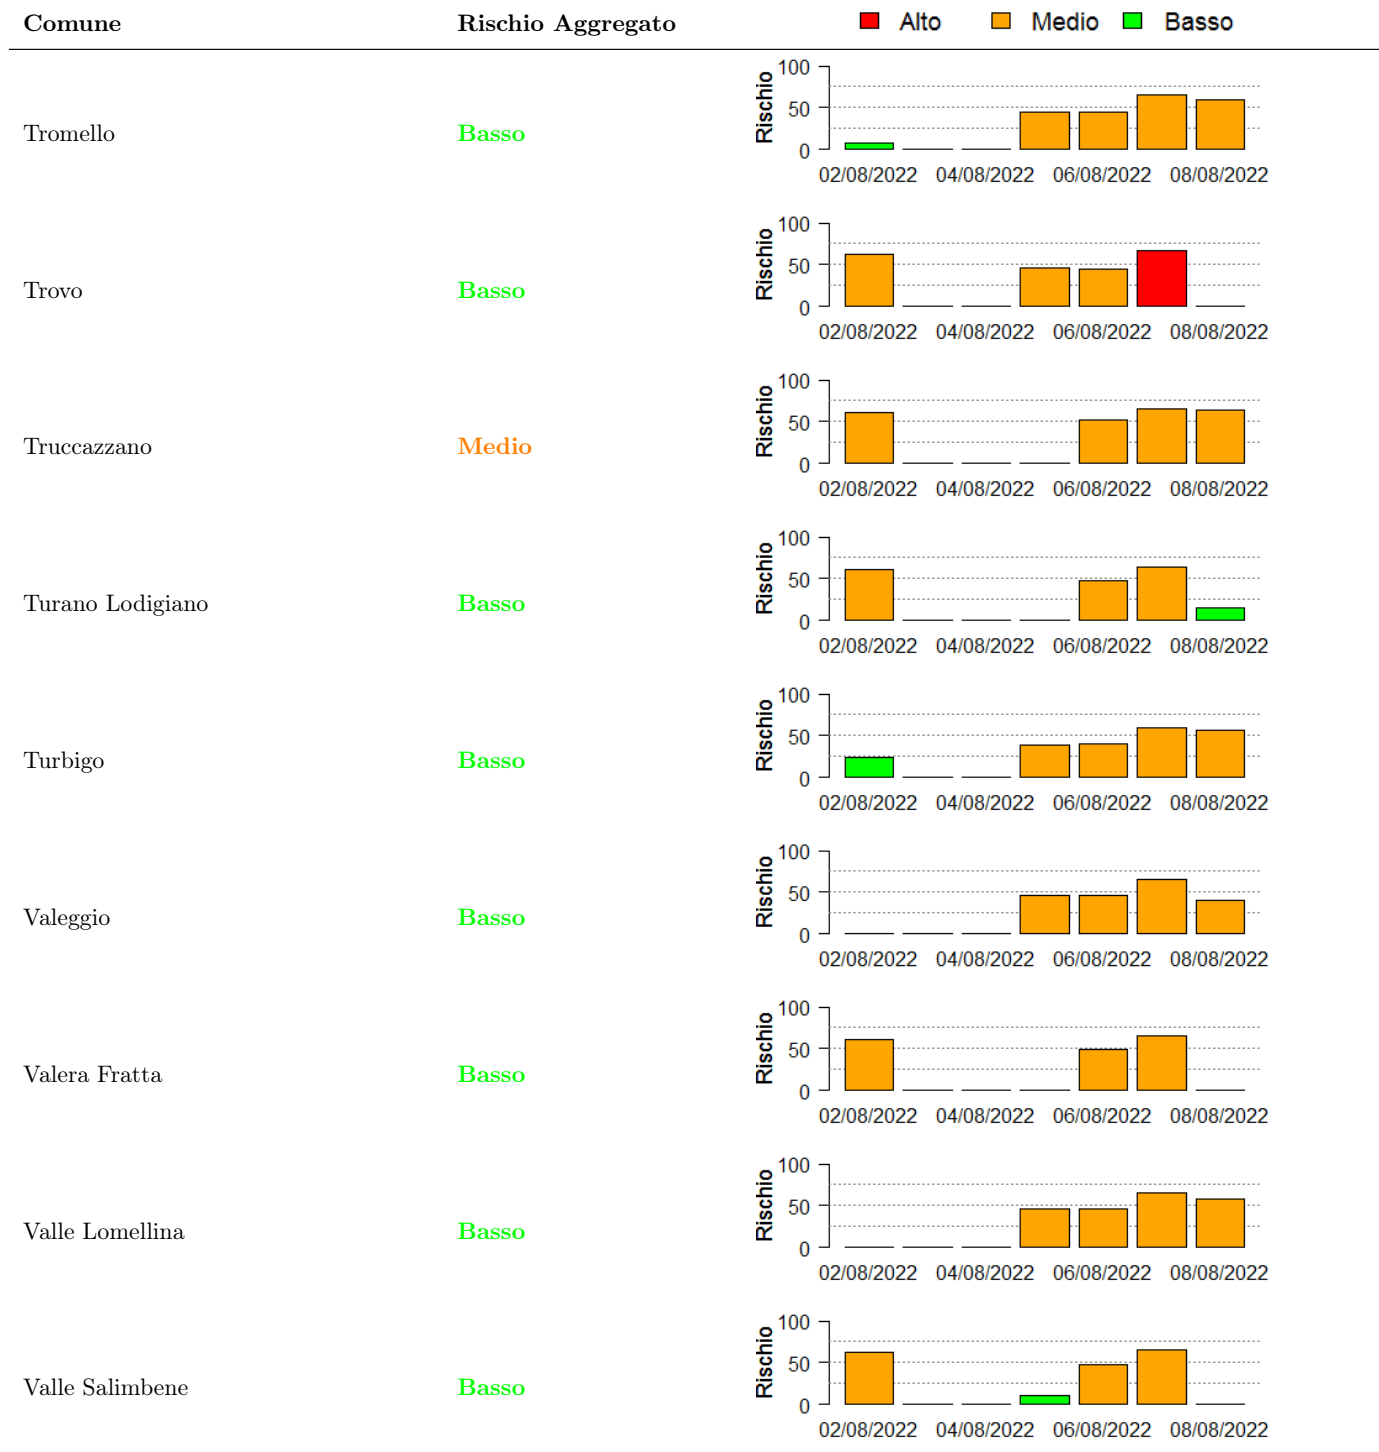 Comune Rischio Aggregato Alto Medio Basso
100
50
0
Rischio
Tromello Basso
02/08/2022 04/08/2022 06/08/2022 08/08/2022
100
50
0
Rischio
Trovo Basso
02/08/2022 04/08/2022 06/08/2022 08/08/2022
100
50
0
Rischio
Truccazzano Medio
02/08/2022 04/08/2022 06/08/2022 08/08/2022
100
50
0
Rischio
Turano Lodigiano Basso
02/08/2022 04/08/2022 06/08/2022 08/08/2022
100
50
0
Rischio
Turbigo Basso
02/08/2022 04/08/2022 06/08/2022 08/08/2022
100
50
0
Rischio
Valeggio Basso
02/08/2022 04/08/2022 06/08/2022 08/08/2022
100
50
0
Rischio
Valera Fratta Basso
02/08/2022 04/08/2022 06/08/2022 08/08/2022
100
50
0
Rischio
Valle Lomellina Basso
02/08/2022 04/08/2022 06/08/2022 08/08/2022
100
50
0
Rischio
Valle Salimbene Basso
02/08/2022 04/08/2022 06/08/2022 08/08/2022